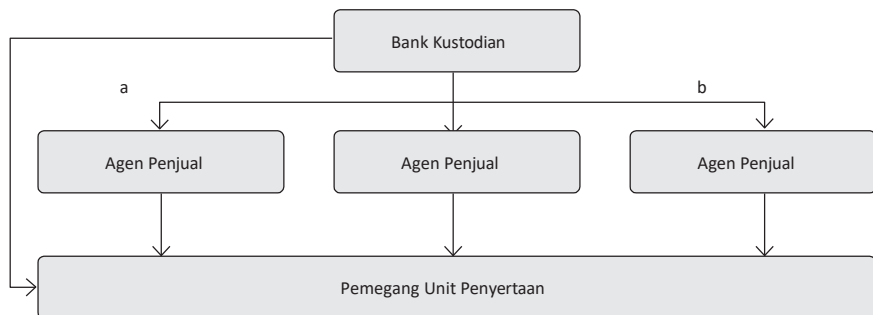 Bank Kustodian
a
b
Agen Penjual
Agen Penjual
Agen Penjual
Pemegang Unit Penyertaan